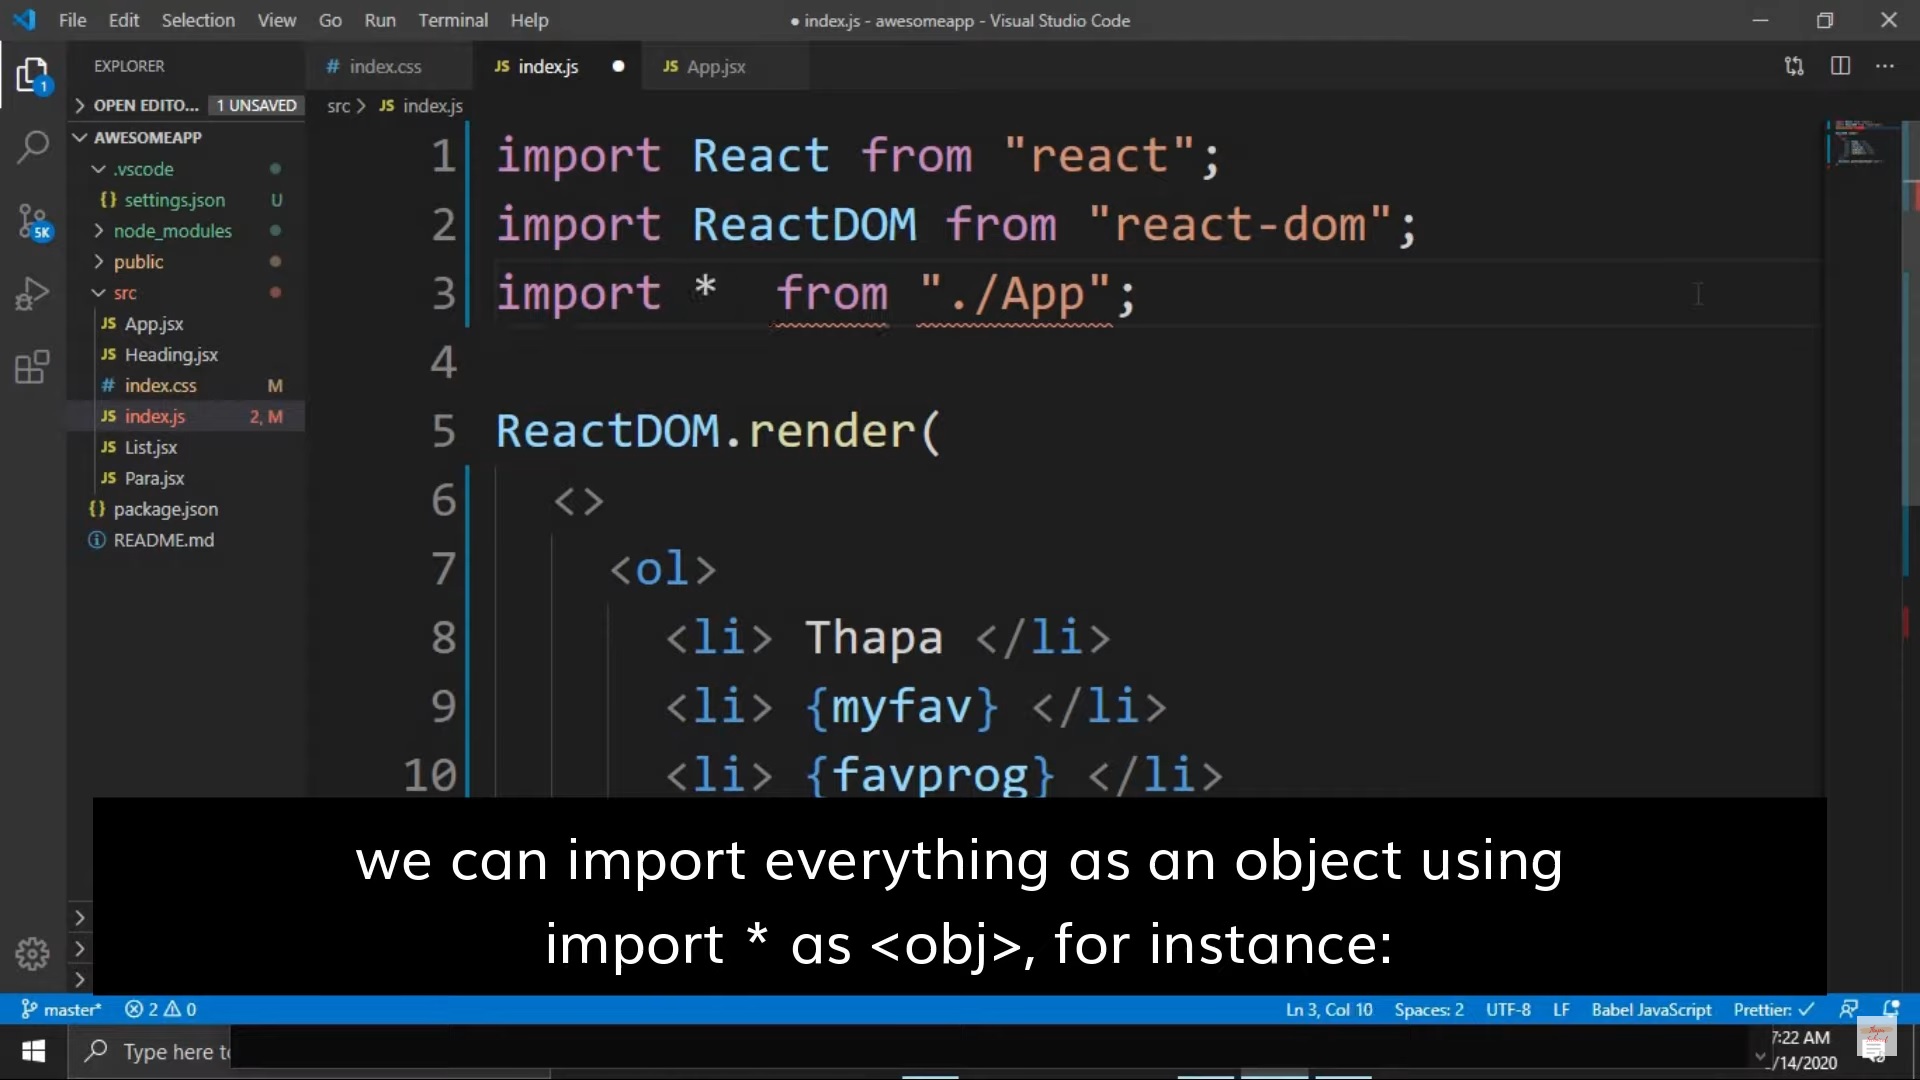 File Edit Selection View Go Run Terminal Help
● index.js - awesomeapp - Visual Studio Code
EXPLORER
# index.css
JS index.js ●
JS App.jsx
1
OPEN EDITO... 1 UNSAVED
src > JS index.js
AWESOMEAPP
.vscode
{} settings.json U
node_modules
public
src
JS App.jsx
JS Heading.jsx
# index.css M
JS index.js 2, M
JS List.jsx
JS Para.jsx
{} package.json
README.md
5K
1 import React from "react";
2 import ReactDOM from "react-dom";
3 import *  from "./App";
4
5 ReactDOM.render(
6 <>
7 <ol>
8 <li> Thapa </li>
9 <li> {myfav} </li>
10 <li> {favprog} </li>
we can import everything as an object using
import * as <obj>, for instance:
master* 2 0
Ln 3, Col 10 Spaces: 2 UTF-8 LF Babel JavaScript Prettier: ✓
Type here t
7:22 AM
/14/2020